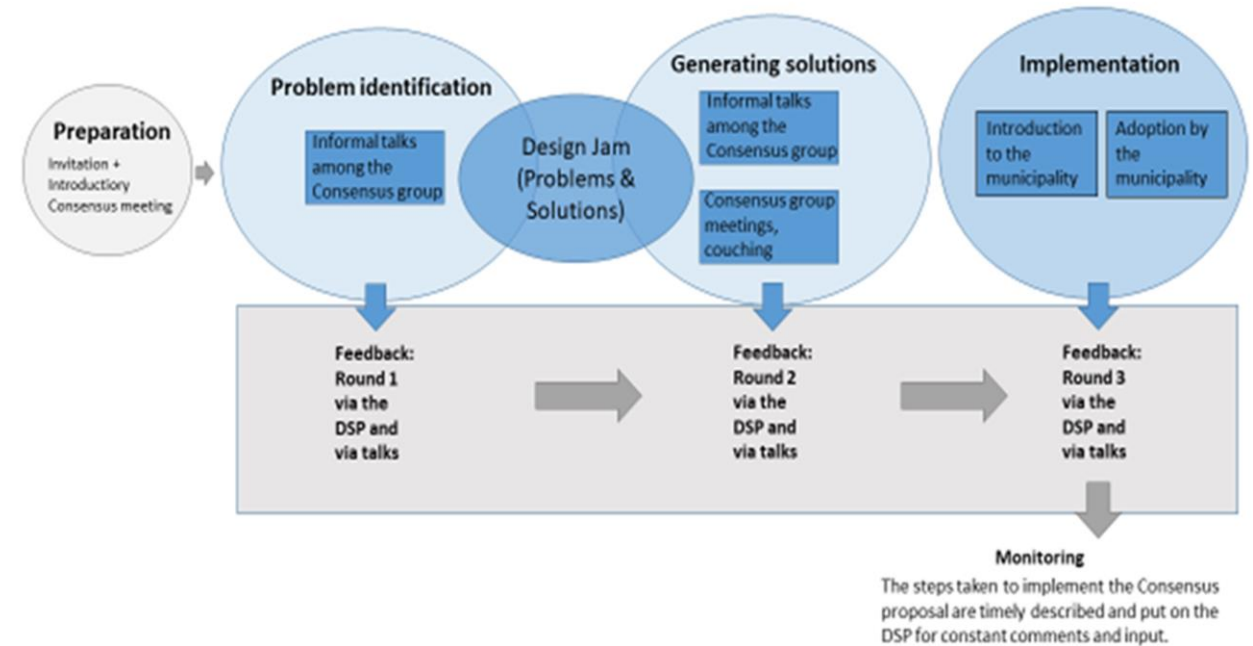 Preparation
Invitation +
Introductiory
Consensus meeting
Problem identification
Informal talks
among the
Consensus group
Design Jam
(Problems &
Solutions)
Generating solutions
Informal talks
among the
Consensus group
Consensus group
meetings,
couching
Implementation
Introduction
to the
municipality
Adoption by
the
municipality
Feedback:
Round 1
via the
DSP and
via talks
Feedback:
Round 2
via the
DSP and
via talks
Feedback:
Round 3
via the
DSP and
via talks
Monitoring
The steps taken to implement the Consensus
proposal are timely described and put on the
DSP for constant comments and input.